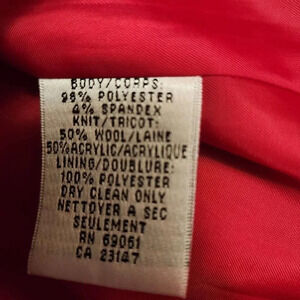 BODY/CORPS:
96% POLYESTER
4% SPANDEX
KNIT/TRICOT:
50% WOOL/LAINE
50%ACRYLIC/ACRYLIQUE
LINING/DOUBLURE:
100% POLYESTER
DRY CLEAN ONLY
NETTOYER A SEC
SEULEMENT
RN 69061
CA 23147